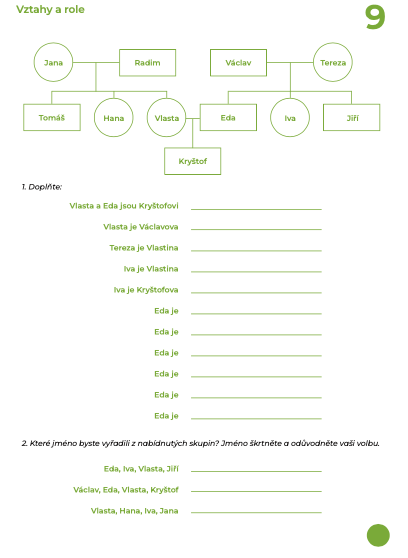 Vztahy a role
9
Jana
Radim
Václav
Tereza
Tomáš
Hana
Vlasta
Eda
Iva
Jiří
Kryštof
1. Doplňte:
Vlasta a Eda jsou Kryštofovi
Vlasta je Václavova
Tereza je Vlastina
Iva je Vlastina
Iva je Kryštofova
Eda je
Eda je
Eda je
Eda je
Eda je
Eda je
2. Které jméno byste vyřadili z nabídnutých skupin? Jméno škrtněte a odůvodněte vaši volbu.
Eda, Iva, Vlasta, Jiří
Václav, Eda, Vlasta, Kryštof
Vlasta, Hana, Iva, Jana